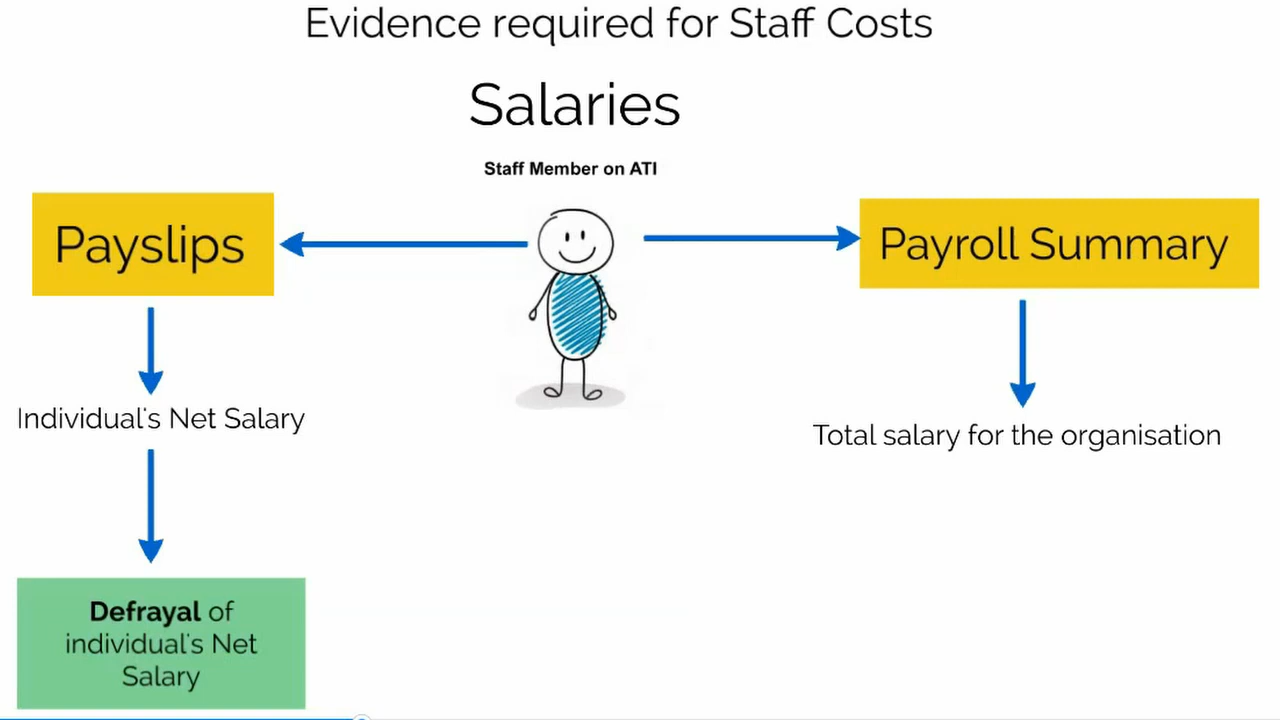 Evidence required for Staff Costs
Salaries
Staff Member on ATI
Payslips
Payroll Summary
Individual's Net Salary
Total salary for the organisation
Defrayal of
individual's Net
Salary